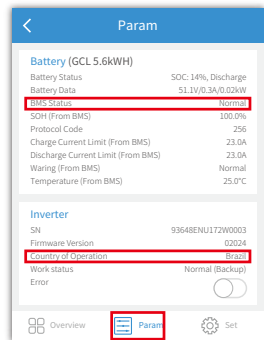 Param
Battery (GCL 5.6kWH)
Battery Status SOC: 14%, Discharge
Battery Data 51.1V/0.3A/0.02kW
BMS Status Normal
SOH (From BMS) 100.0%
Protocol Code 256
Charge Current Limit (From BMS) 23.0A
Discharge Current Limit (From BMS) 23.0A
Waring (From BMS) Normal
Temperature (From BMS) 25.0°C
Inverter
SN 93648ENU172W0003
Firmware Version 02024
Country of Operation Brazil
Work status Normal (Backup)
Error
Overview Param Set